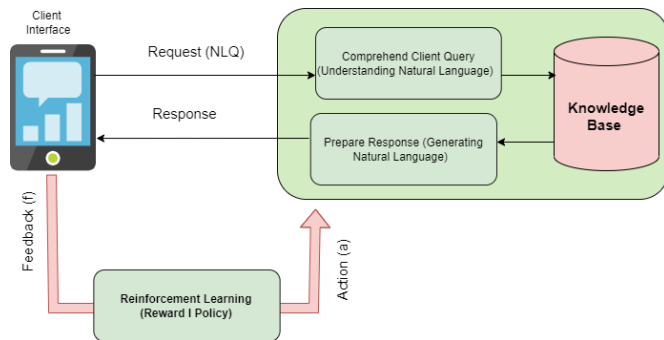 Client
Interface
Request (NLQ)
Comprehend Client Query
(Understanding Natural Language)
Knowledge
Base
Response
Prepare Response (Generating
Natural Language)
Feedback (f)
Action (a)
Reinforcement Learning
(Reward I Policy)